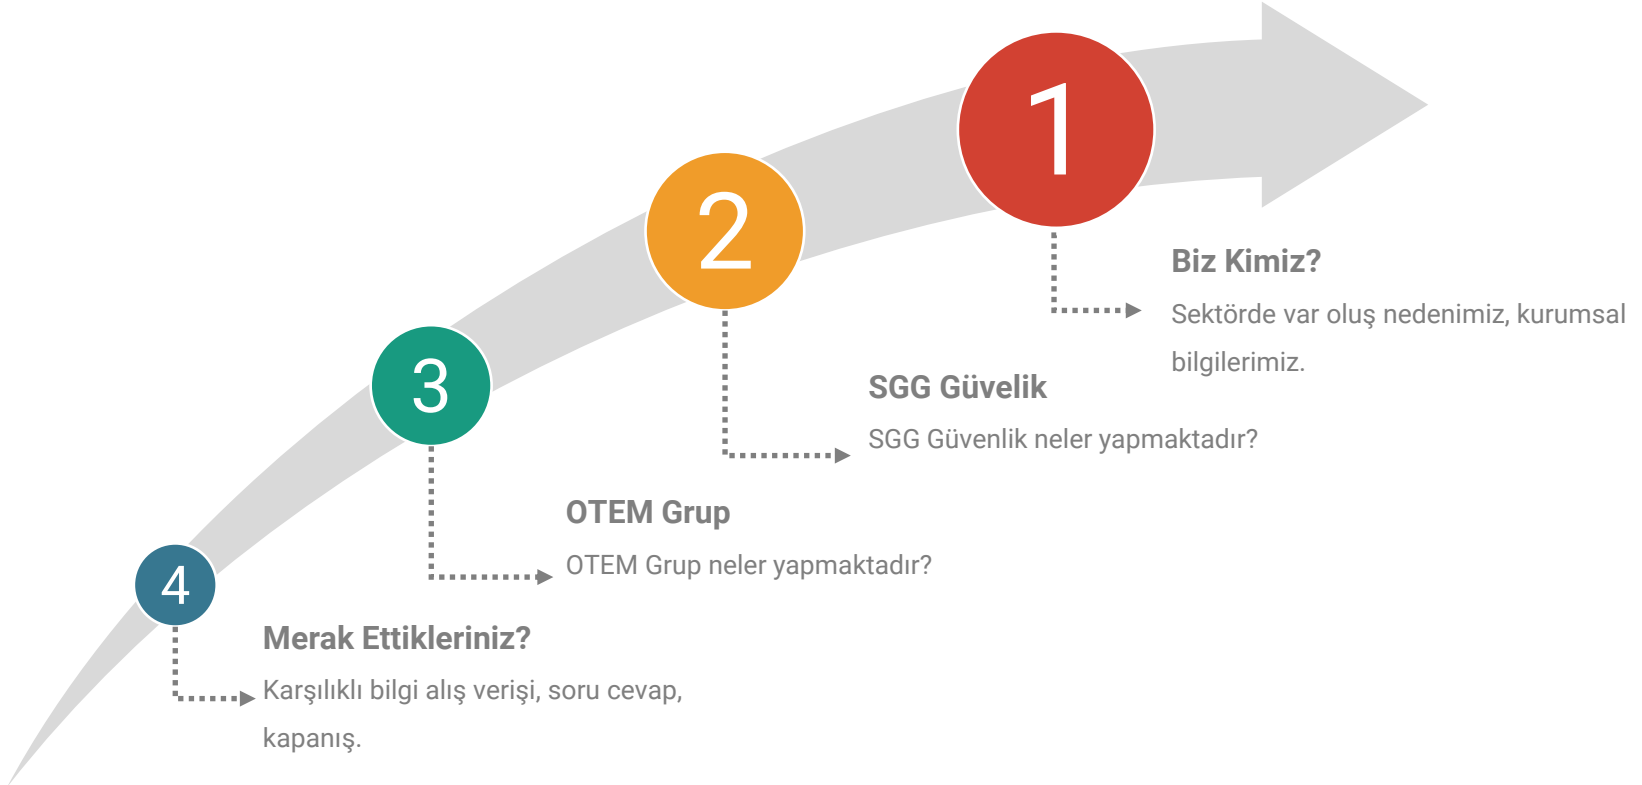 1
Biz Kimiz?
Sektörde var oluş nedenimiz, kurumsal
bilgilerimiz.
2
SGG Güvelik
SGG Güvenlik neler yapmaktadır?
3
OTEM Grup
OTEM Grup neler yapmaktadır?
4
Merak Ettikleriniz?
Karşılıklı bilgi alış verişi, soru cevap,
kapanış.